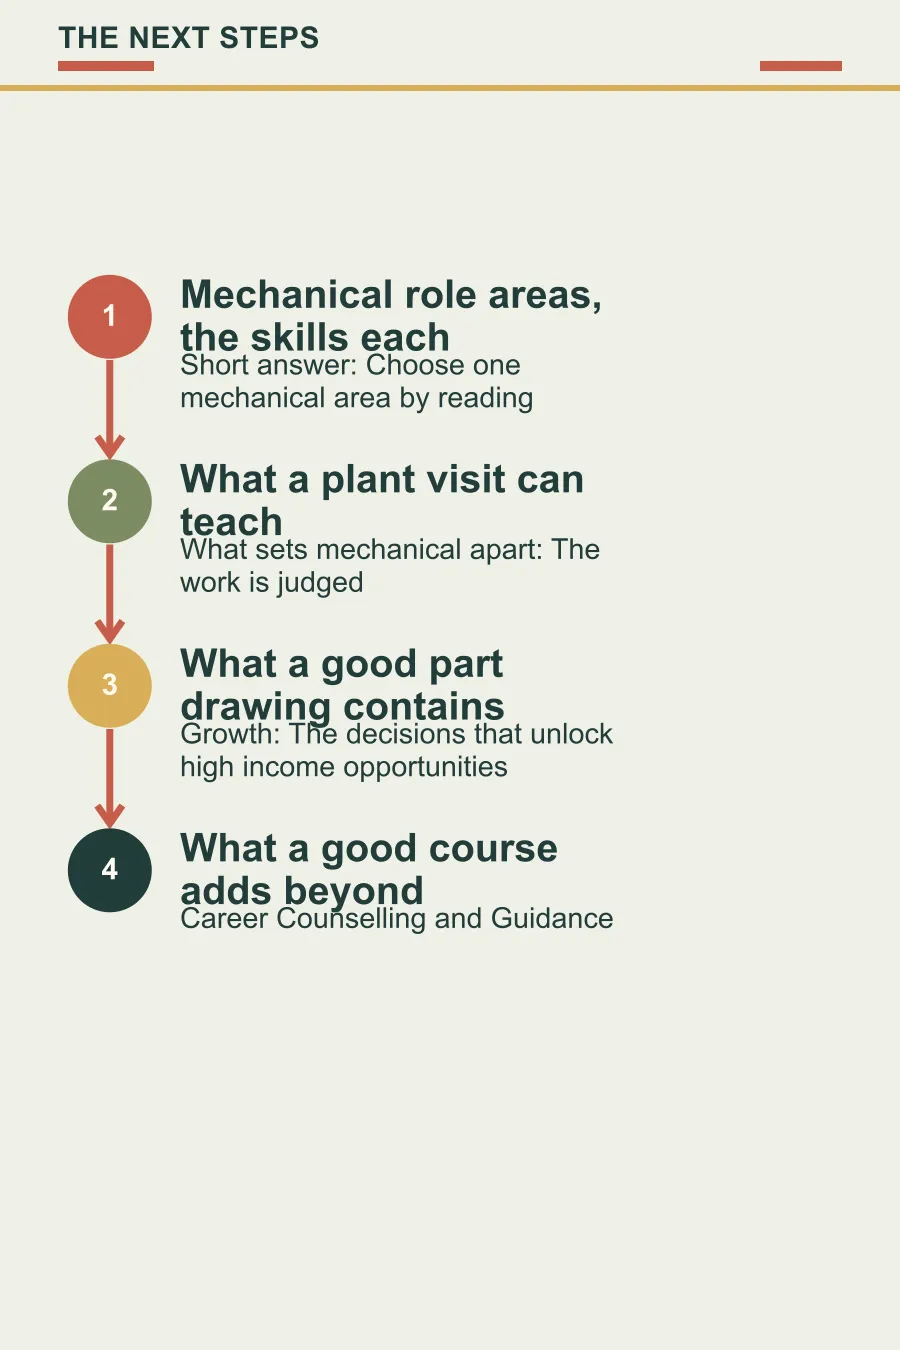 THE NEXT STEPS
1
Mechanical role areas,
the skills each
Short answer: Choose one
mechanical area by reading
2
What a plant visit can
teach
What sets mechanical apart: The
work is judged
3
What a good part
drawing contains
Growth: The decisions that unlock
high income opportunities
4
What a good course
adds beyond
Career Counselling and Guidance